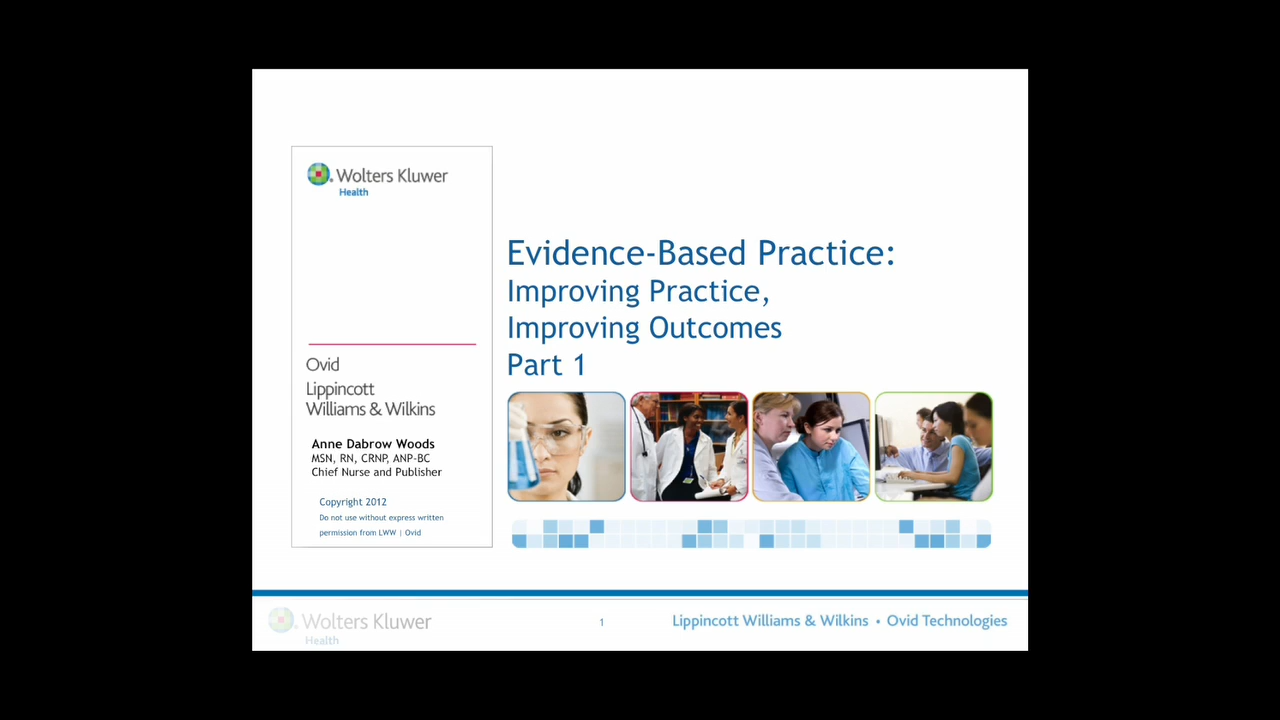 Wolters Kluwer
Health
Ovid
Lippincott
Williams & Wilkins
Anne Dabrow Woods
MSN, RN, CRNP, ANP-BC
Chief Nurse and Publisher
Copyright 2012
Do not use without express written
permission from LWW | Ovid
Evidence-Based Practice:
Improving Practice,
Improving Outcomes
Part 1
Wolters Kluwer
Health
1
Lippincott Williams & Wilkins • Ovid Technologies